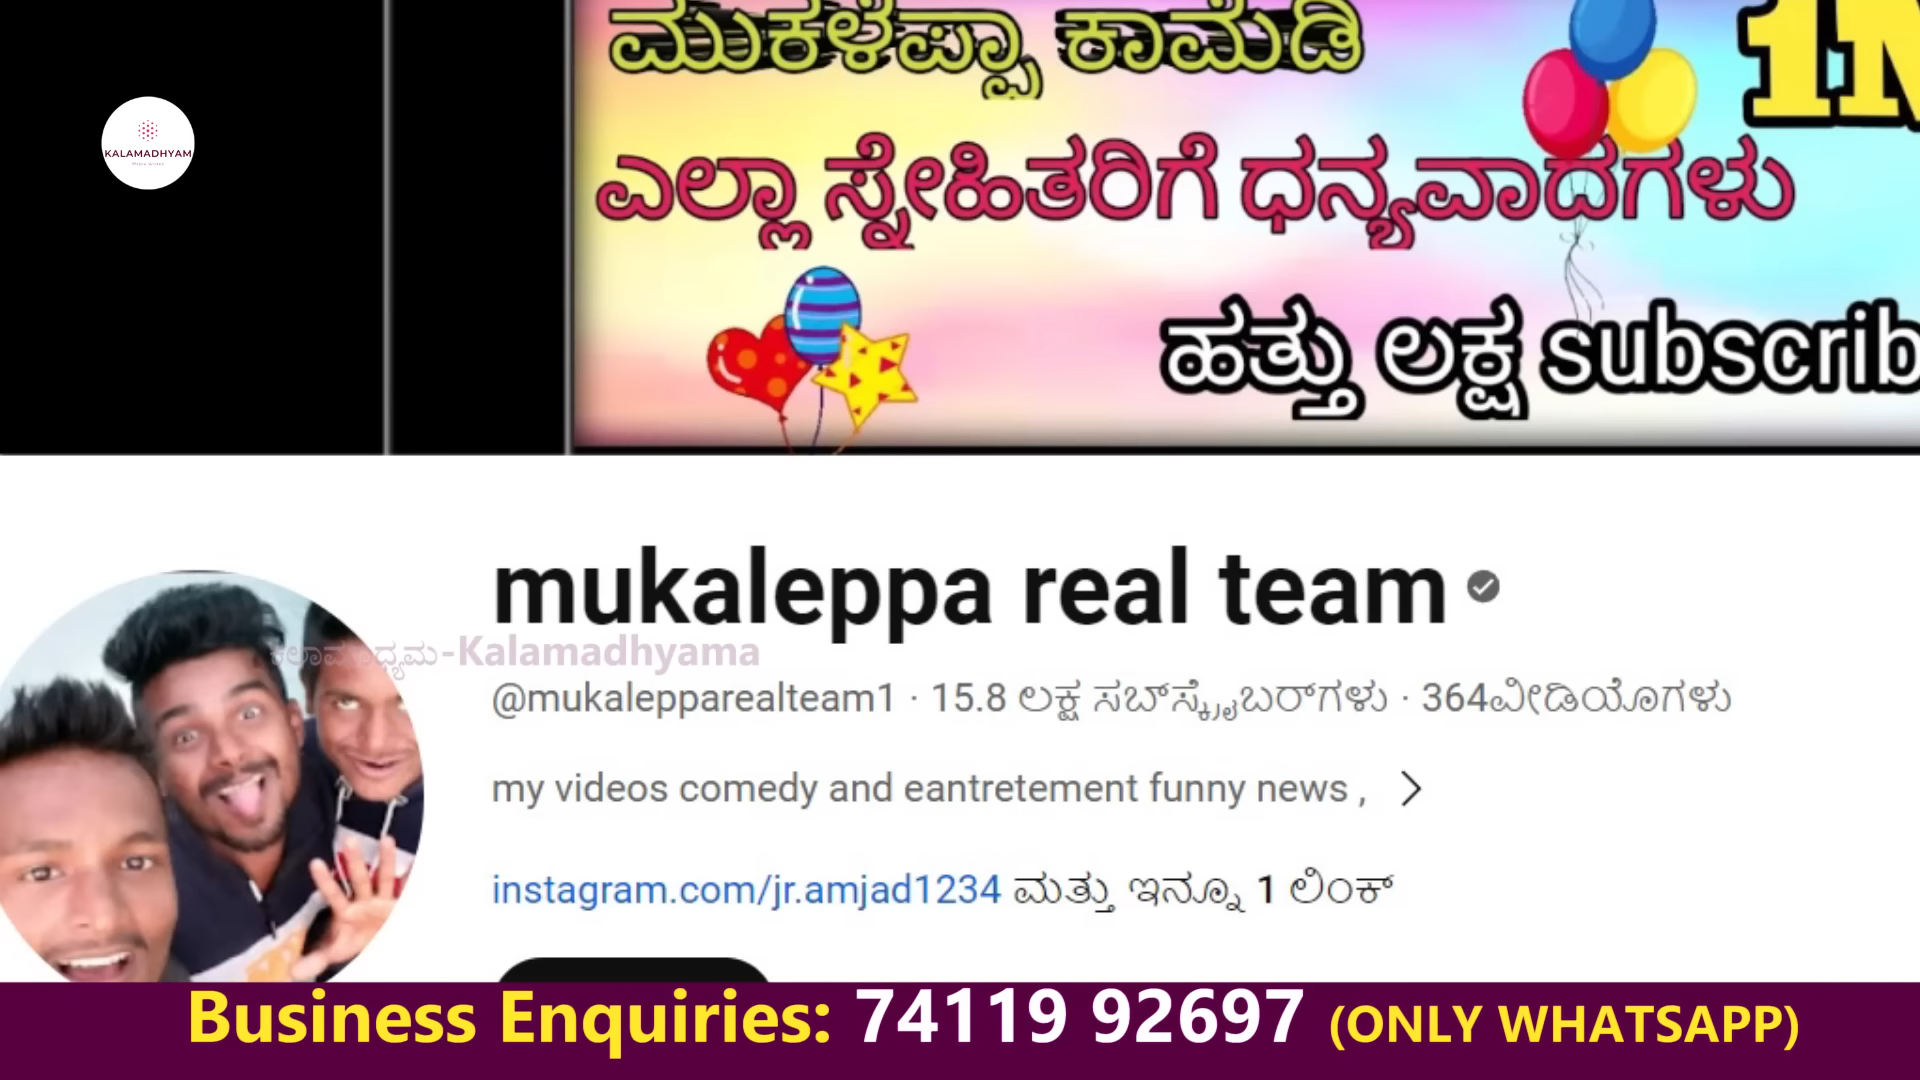 ಮುಕಳೆಪ್ಪಾ ಕಾಮೆಡಿ
1M
KALAMADHYAM
ಎಲ್ಲಾ ಸ್ನೇಹಿತರಿಗೆ ಧನ್ಯವಾದಗಳು
ಹತ್ತು ಲಕ್ಷ subscrib
mukaleppa real team
ಕಲಾಮಾಧ್ಯಮ-Kalamadhyama
@mukalepparealteam1 · 15.8 ಲಕ್ಷ ಸಬ್‌ಸ್ಕ್ರೈಬರ್‌ಗಳು · 364ವೀಡಿಯೊಗಳು
my videos comedy and eantretement funny news ,
instagram.com/jr.amjad1234 ಮತ್ತು ಇನ್ನೂ 1 ಲಿಂಕ್
Business Enquiries: 74119 92697 (ONLY WHATSAPP)